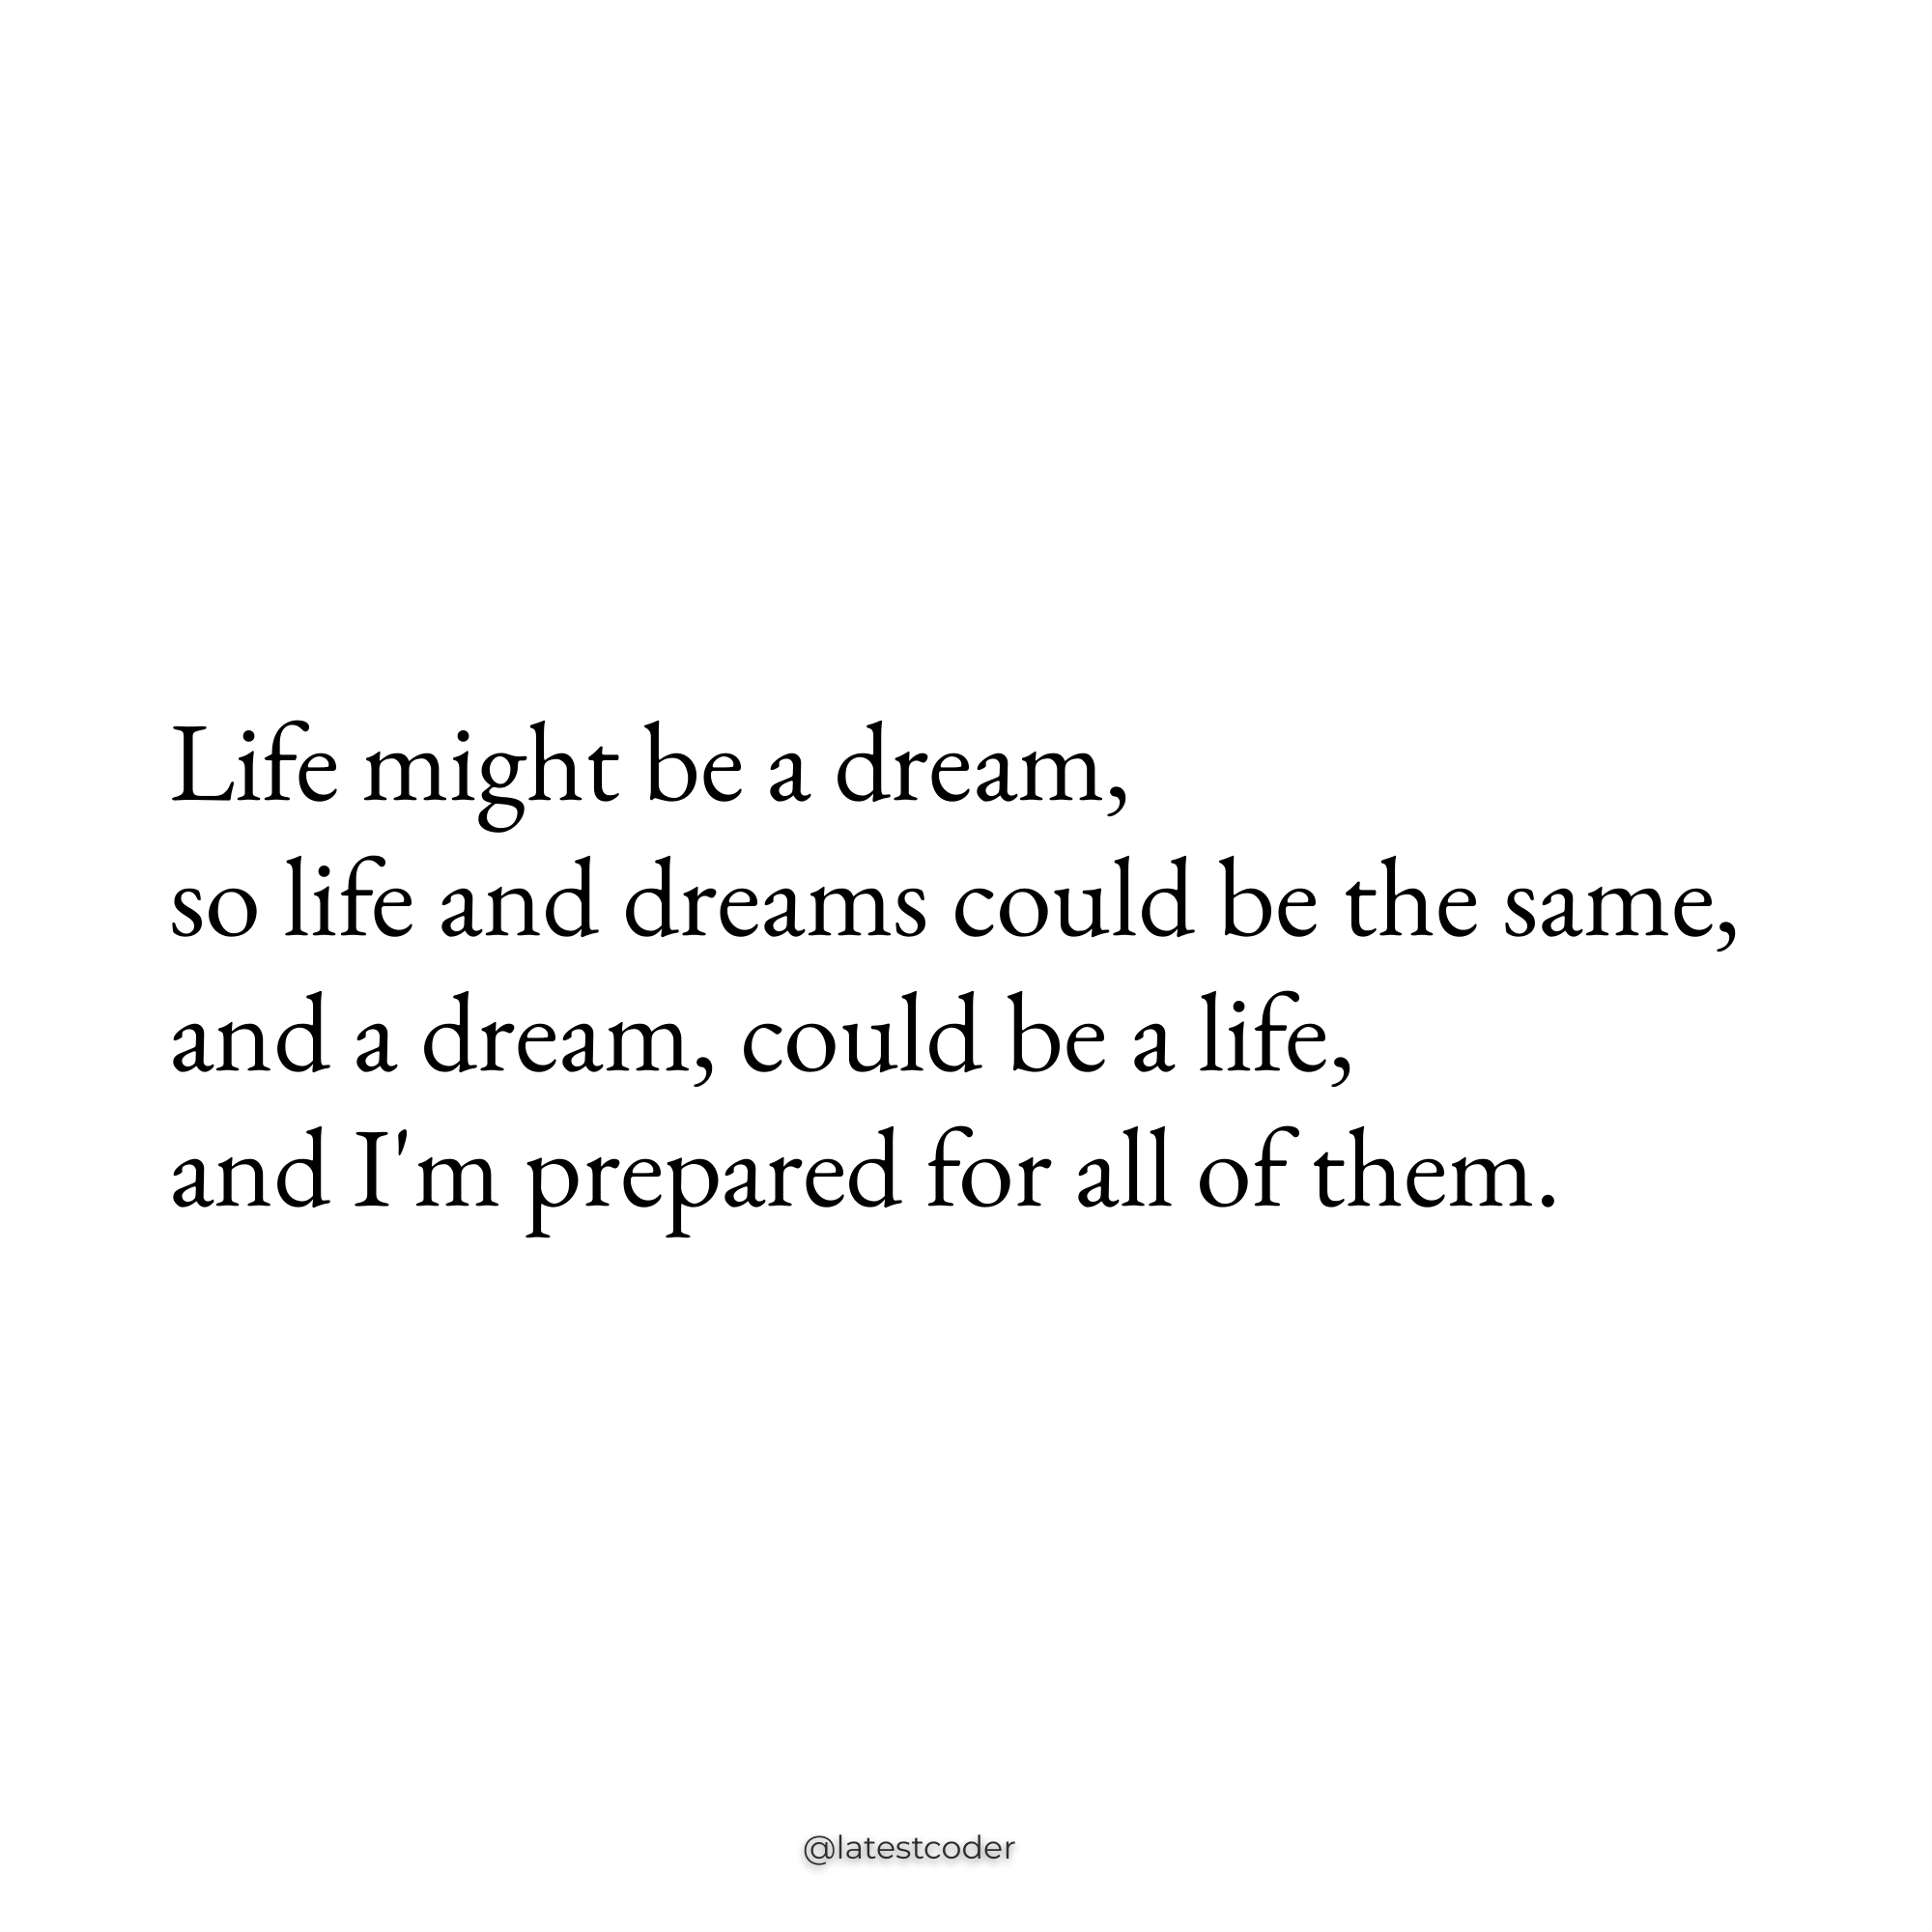 Life might be a dream,
so life and dreams could be the same,
and a dream, could be a life,
and I'm prepared for all of them.
@latestcoder